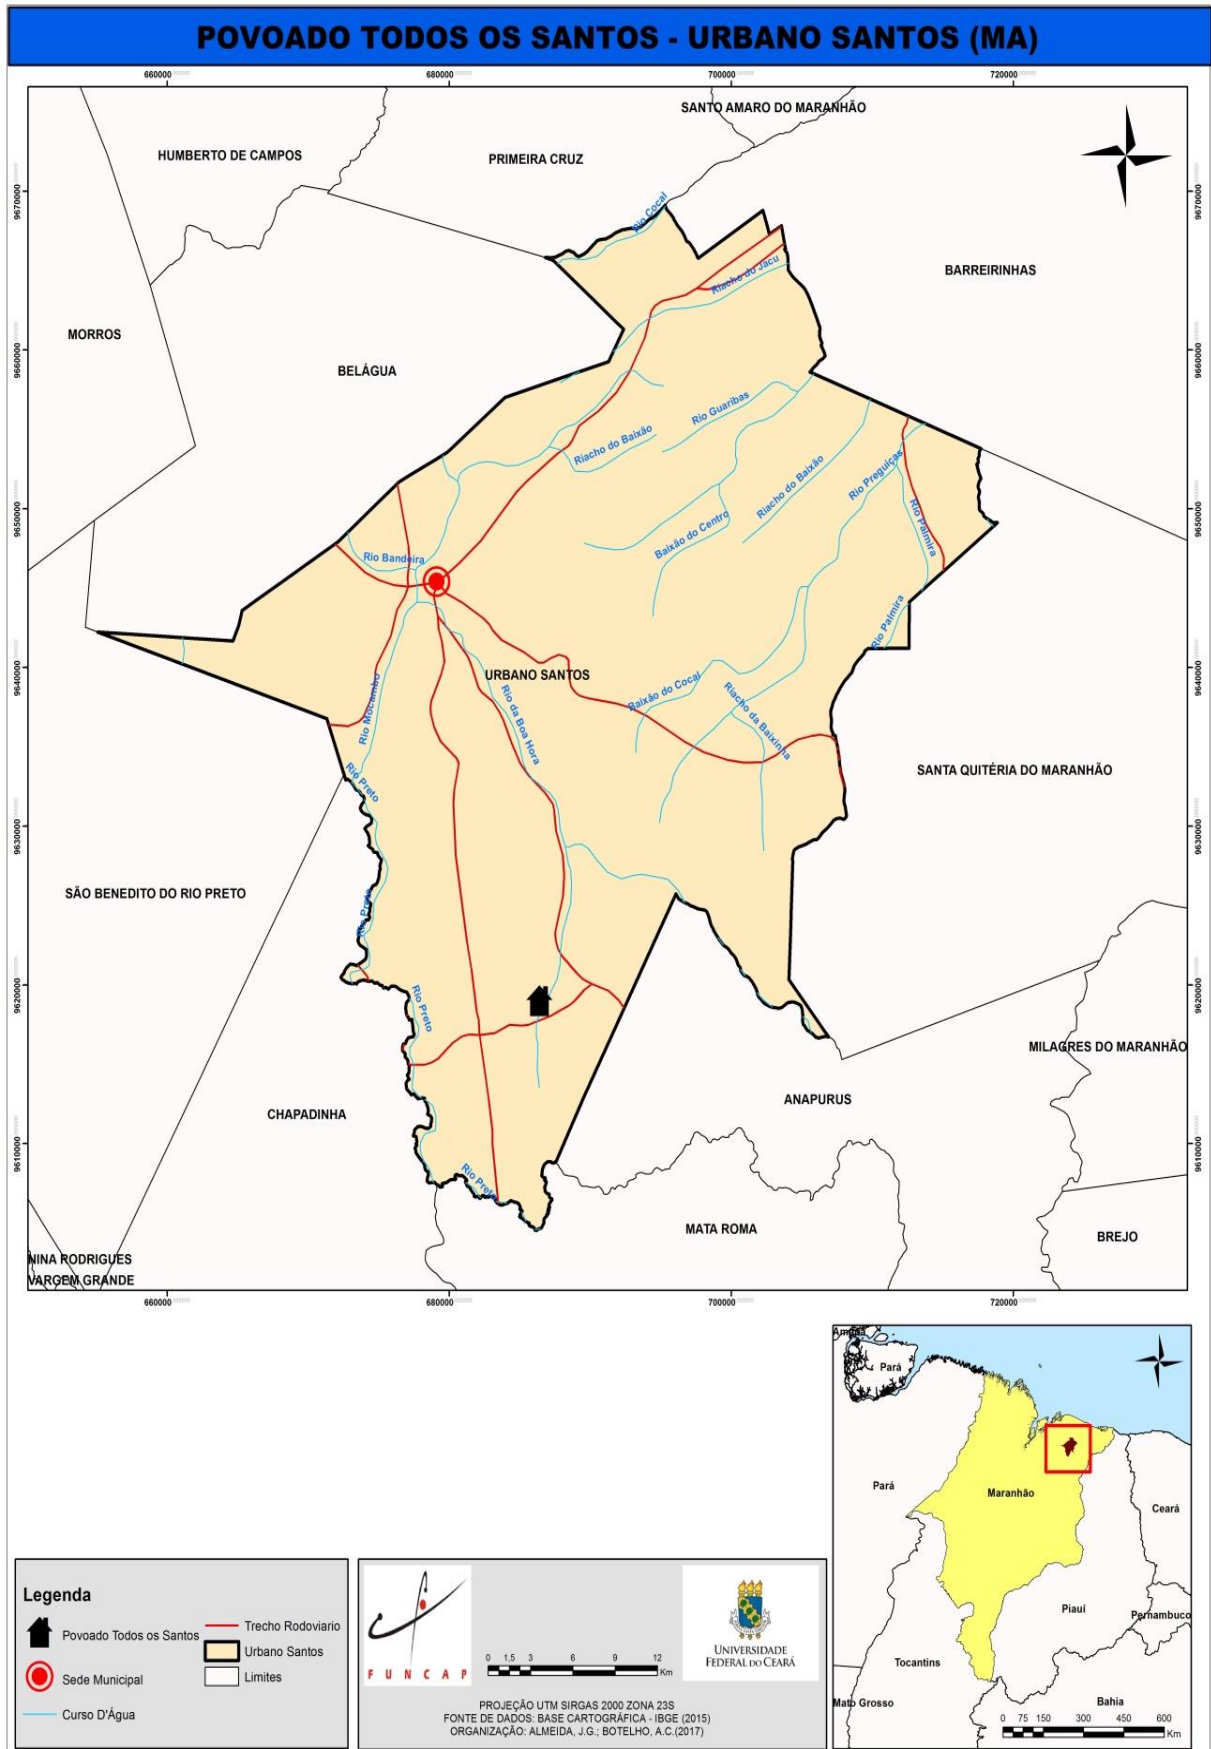 POVOADO TODOS OS SANTOS - URBANO SANTOS (MA)
660000 680000 700000 720000
SANTO AMARO DO MARANHÃO
HUMBERTO DE CAMPOS
PRIMEIRA CRUZ
9670000
9670000
Rio Cocal
Riacho do Jacu
BARREIRINHAS
MORROS
9660000
9660000
BELÁGUA
Rio Guaribas
Riacho do Baixão
Riacho do Baixão
Rio Preguiças
9650000
9650000
Rio Palmira
Baixão do Centro
Rio Bandeira
Rio Palmira
9640000
9640000
URBANO SANTOS
Rio Mocambo
Rio da Boa Hora
Baixão do Cocal
Riacho da Baixinha
Rio Preto
SANTA QUITÉRIA DO MARANHÃO
9630000
9630000
SÃO BENEDITO DO RIO PRETO
Rio Preto
9620000
9620000
Rio Preto
MILAGRES DO MARANHÃO
CHAPADINHA
ANAPURUS
9610000
9610000
Rio Preto
MATA ROMA
BREJO
NINA RODRIGUES
VARGEM GRANDE
660000 680000 700000 720000
Amapá
Pará
Pará
Maranhão
Ceará
Piauí
Pernambuco
Tocantins
Mato Grosso
Bahia
0 75 150 300 450 600
Km
Legenda
Povoado Todos os Santos
Sede Municipal
Curso D'Água
Trecho Rodoviario
Urbano Santos
Limites
FUNCAP
0 1,5 3 6 9 12
Km
UNIVERSIDADE
FEDERAL DO CEARÁ
PROJEÇÃO UTM SIRGAS 2000 ZONA 23S
FONTE DE DADOS: BASE CARTOGRÁFICA - IBGE (2015)
ORGANIZAÇÃO: ALMEIDA, J.G.; BOTELHO, A.C.(2017)